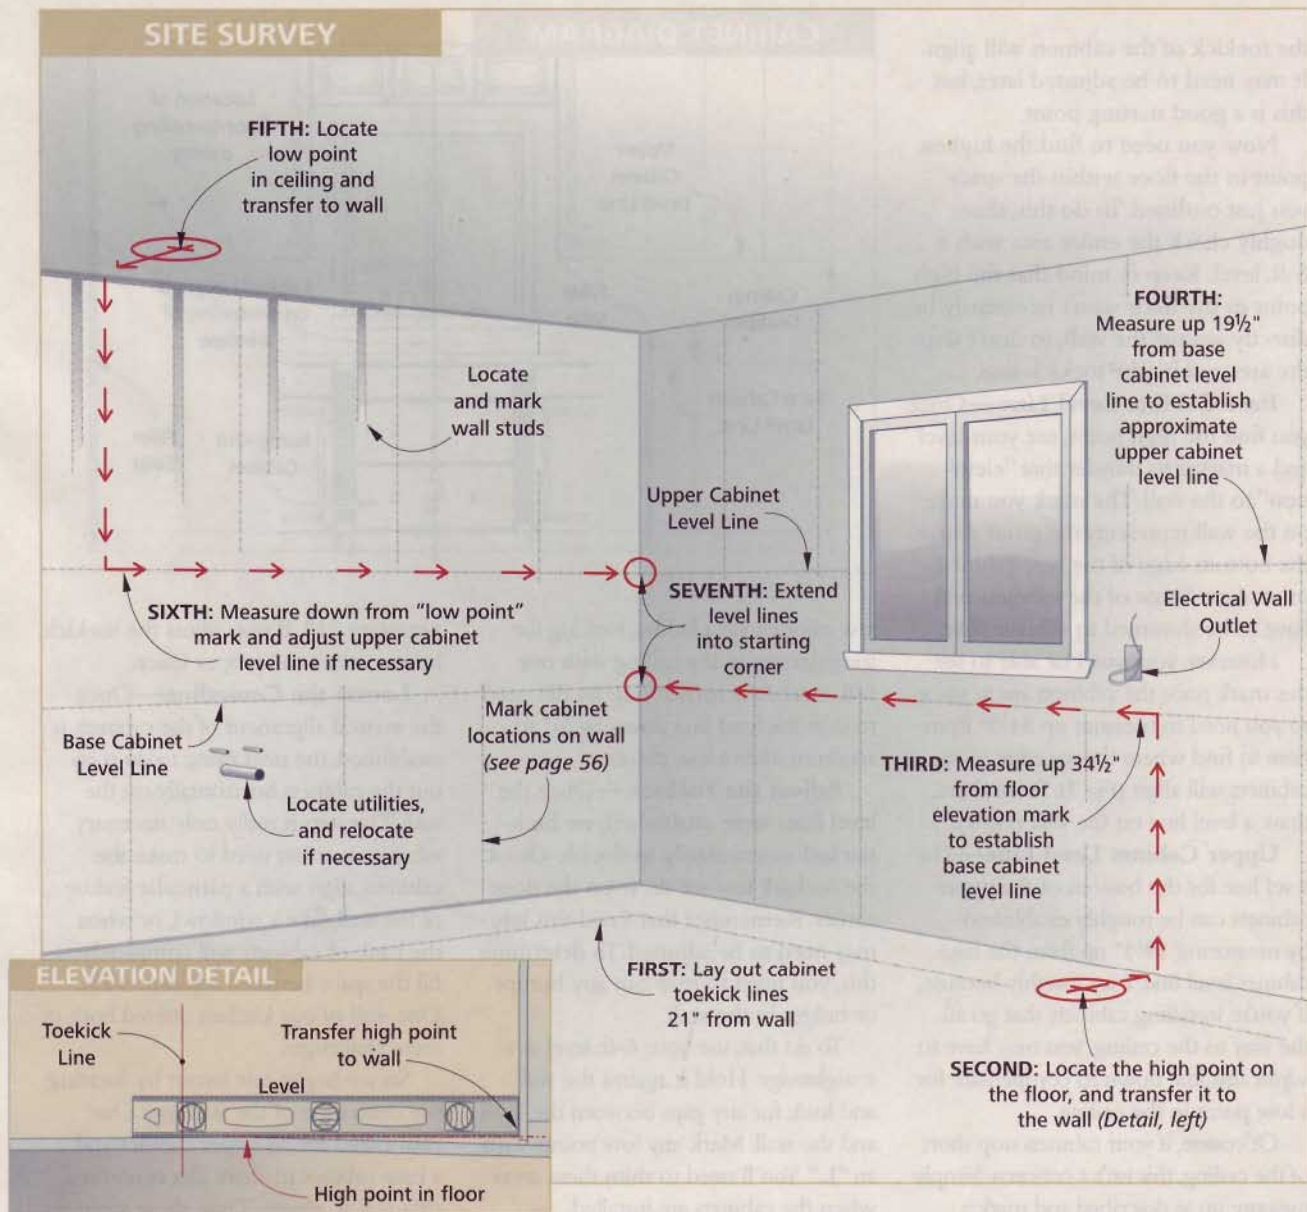 SITE SURVEY
FIFTH: Locate
low point
in ceiling and
transfer to wall
Locate
and mark
wall studs
FOURTH:
Measure up 19½"
from base
cabinet level
line to establish
approximate
upper cabinet
level line
Upper Cabinet
Level Line
SIXTH: Measure down from “low point”
mark and adjust upper cabinet
level line if necessary
SEVENTH: Extend
level lines
into starting
corner
Electrical Wall
Outlet
Base Cabinet
Level Line
Locate utilities,
and relocate
if necessary
Mark cabinet
locations on wall
(see page 56)
THIRD: Measure up 34½"
from floor
elevation mark
to establish
base cabinet
level line
FIRST: Lay out cabinet
toekick lines
21" from wall
SECOND: Locate the high point on
the floor, and transfer it to
the wall (Detail, left)
ELEVATION DETAIL
Toekick
Line
Level
Transfer high point
to wall
High point in floor